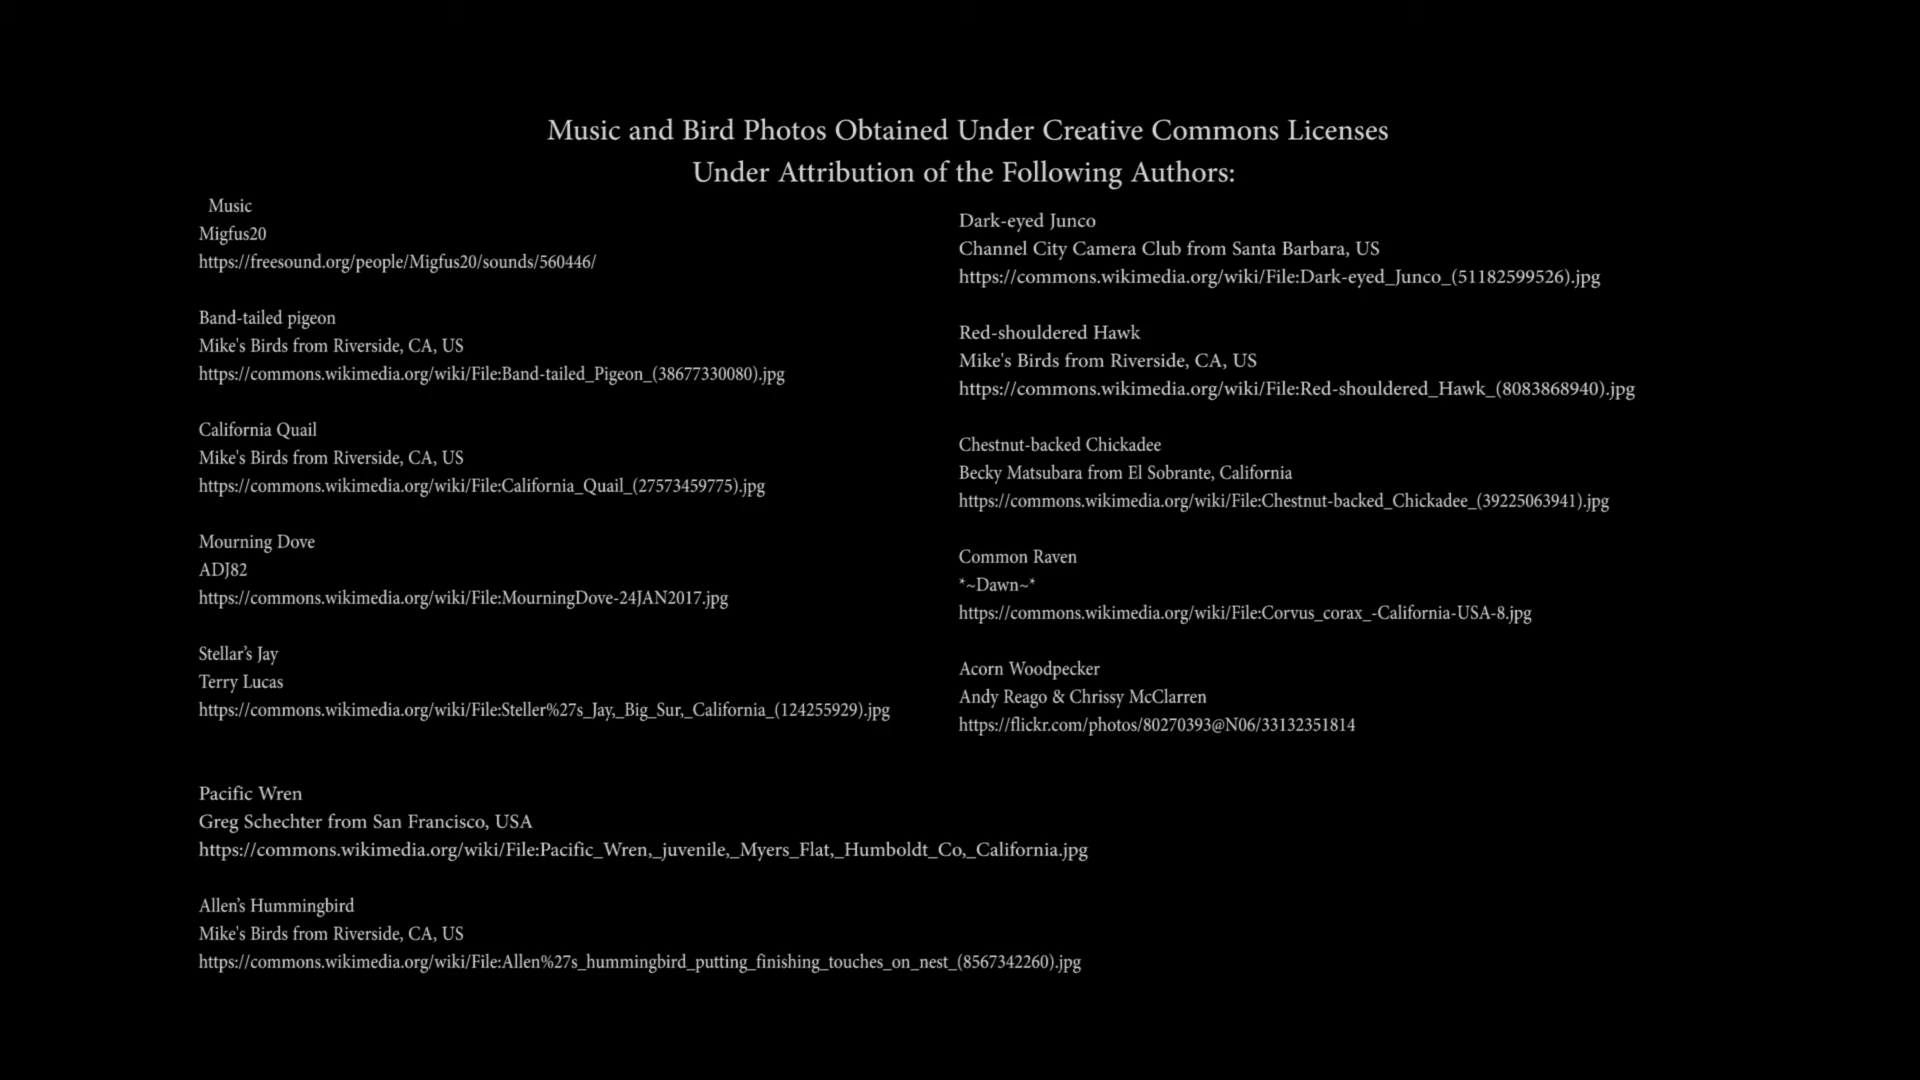 Music and Bird Photos Obtained Under Creative Commons Licenses
Under Attribution of the Following Authors:
Music
Migfus20
https://freesound.org/people/Migfus20/sounds/560446/
Band-tailed pigeon
Mike's Birds from Riverside, CA, US
https://commons.wikimedia.org/wiki/File:Band-tailed_Pigeon_(38677330080).jpg
California Quail
Mike's Birds from Riverside, CA, US
https://commons.wikimedia.org/wiki/File:California_Quail_(27573459775).jpg
Mourning Dove
ADJ82
https://commons.wikimedia.org/wiki/File:MourningDove-24JAN2017.jpg
Stellar’s Jay
Terry Lucas
https://commons.wikimedia.org/wiki/File:Steller%27s_Jay,_Big_Sur,_California_(124255929).jpg
Pacific Wren
Greg Schechter from San Francisco, USA
https://commons.wikimedia.org/wiki/File:Pacific_Wren,_juvenile,_Myers_Flat,_Humboldt_Co,_California.jpg
Allen’s Hummingbird
Mike's Birds from Riverside, CA, US
https://commons.wikimedia.org/wiki/File:Allen%27s_hummingbird_putting_finishing_touches_on_nest_(8567342260).jpg
Dark-eyed Junco
Channel City Camera Club from Santa Barbara, US
https://commons.wikimedia.org/wiki/File:Dark-eyed_Junco_(51182599526).jpg
Red-shouldered Hawk
Mike's Birds from Riverside, CA, US
https://commons.wikimedia.org/wiki/File:Red-shouldered_Hawk_(8083868940).jpg
Chestnut-backed Chickadee
Becky Matsubara from El Sobrante, California
https://commons.wikimedia.org/wiki/File:Chestnut-backed_Chickadee_(39225063941).jpg
Common Raven
*~Dawn~*
https://commons.wikimedia.org/wiki/File:Corvus_corax_-California-USA-8.jpg
Acorn Woodpecker
Andy Reago & Chrissy McClarren
https://flickr.com/photos/80270393@N06/33132351814